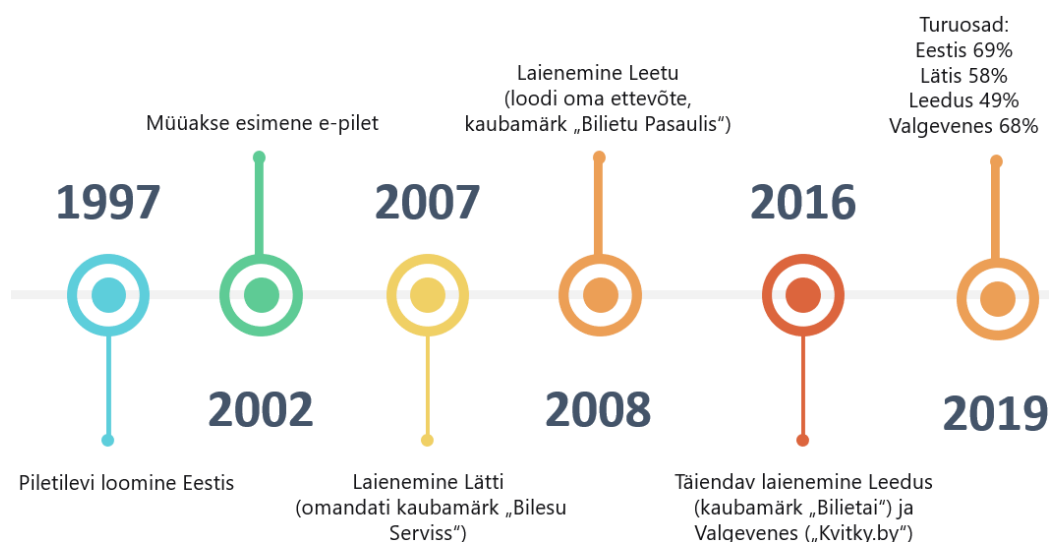 1997
Piletilevi loomine Eestis
Müüakse esimene e-pilet
2002
2007
Laienemine Lätti
(omandati kaubamärk „Bilesu
Serviss“)
Laienemine Leetu
(loodi oma ettevõte,
kaubamärk „Bilietu Pasaulis“)
2008
2016
Täiendav laienemine Leedus
(kaubamärk „Bilietai“) ja
Valgevenes („Kvitky.by“)
Turuosad:
Eestis 69%
Lätis 58%
Leedus 49%
Valgevenes 68%
2019